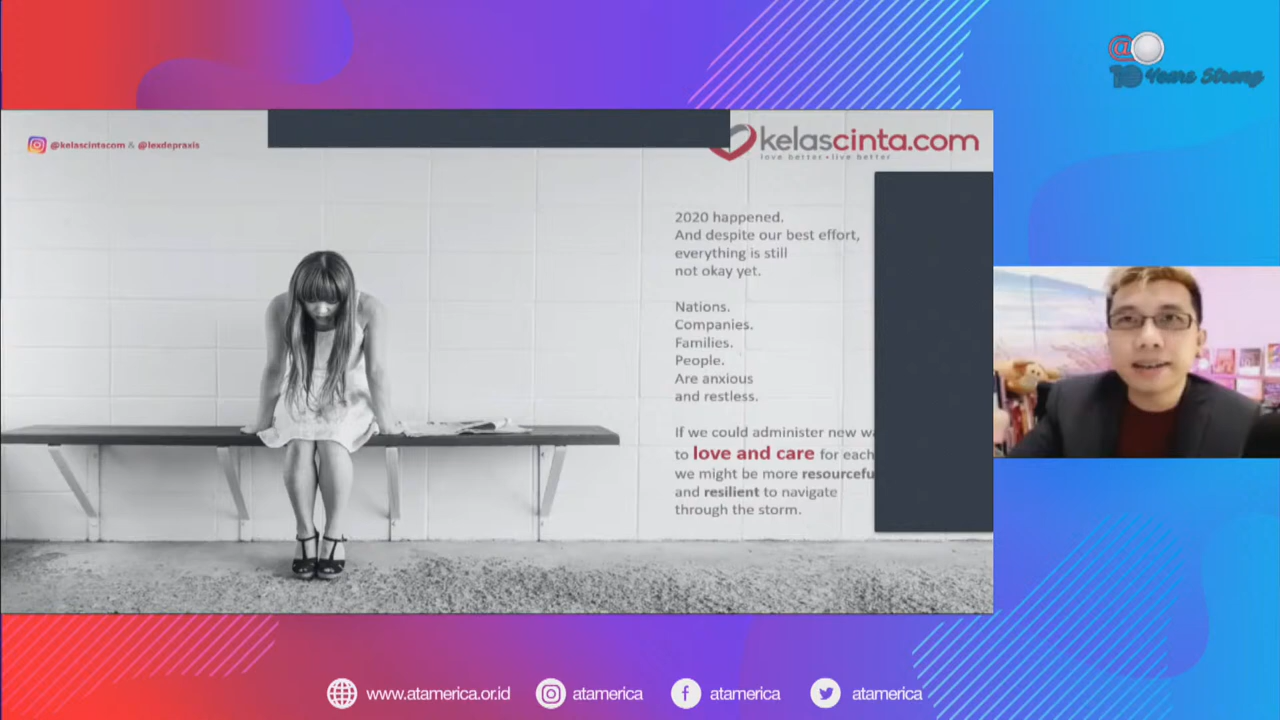 @ 10 Years Strong
@kelascintacom & @lexdepraxis
kelascinta.com
love better • live better
2020 happened.
And despite our best effort,
everything is still
not okay yet.
Nations.
Companies.
Families.
People.
Are anxious
and restless.
If we could administer new
to love and care for each
we might be more
and resilient to navigate
through the storm.
www.atamerica.or.id
atamerica
atamerica
atamerica